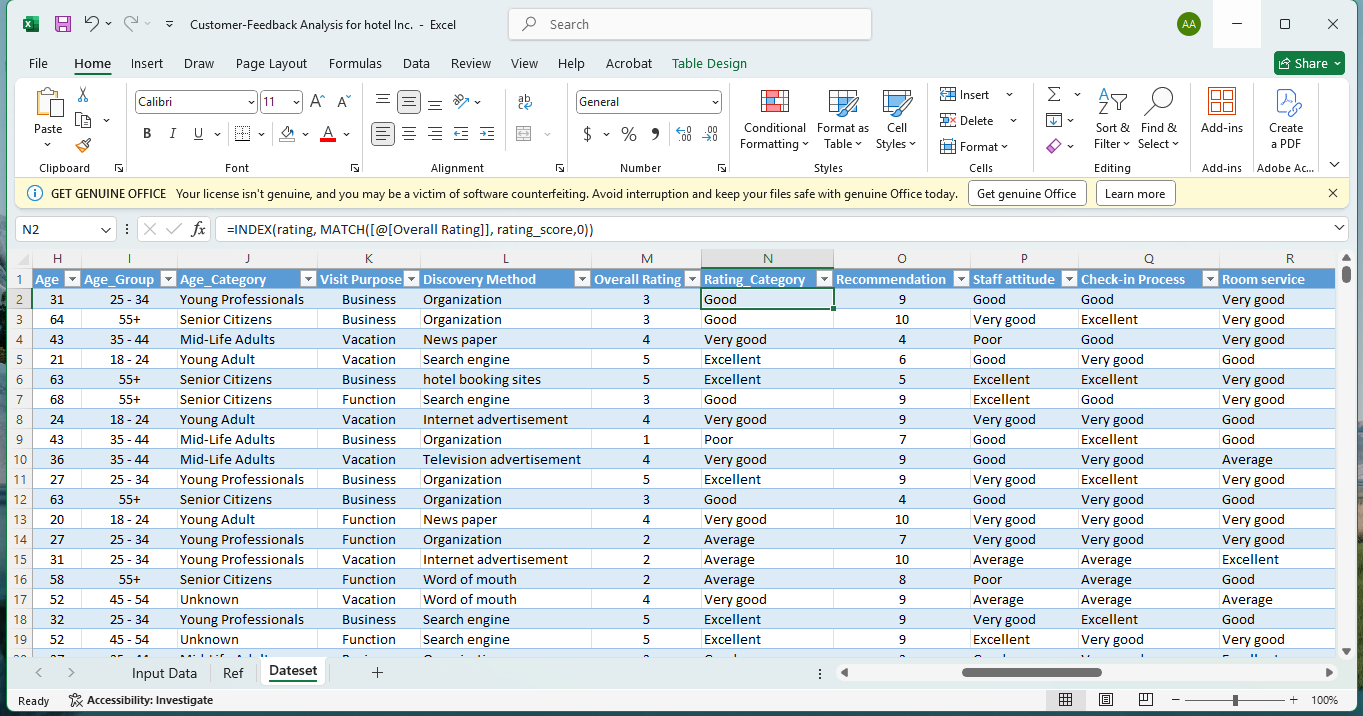 Customer-Feedback Analysis for hotel Inc. - Excel
Search
AA
File Home Insert Draw Page Layout Formulas Data Review View Help Acrobat Table Design Share
Paste
Clipboard
Calibri 11
B I U
Font
ab
Alignment
General
$ % 9
Number
Conditional Formatting
Format as Table
Cell Styles
Styles
Insert
Delete
Format
Cells
Sort & Filter
Find & Select
Editing
Add-ins
Add-ins
Create a PDF
Adobe Ac...
GET GENUINE OFFICE Your license isn't genuine, and you may be a victim of software counterfeiting. Avoid interruption and keep your files safe with genuine Office today. Get genuine Office Learn more
N2 fx =INDEX(rating, MATCH([@[Overall Rating]], rating_score,0))
H I J K L M N O P Q R
1 Age Age_Group Age_Category Visit Purpose Discovery Method Overall Rating Rating_Category Recommendation Staff attitude Check-in Process Room service
2 31 25 - 34 Young Professionals Business Organization 3 Good 9 Good Good Very good
3 64 55+ Senior Citizens Business Organization 3 Good 10 Very good Excellent Very good
4 43 35 - 44 Mid-Life Adults Vacation News paper 4 Very good 4 Poor Good Very good
5 21 18 - 24 Young Adult Vacation Search engine 5 Excellent 6 Good Very good Good
6 63 55+ Senior Citizens Business hotel booking sites 5 Excellent 5 Excellent Excellent Very good
7 68 55+ Senior Citizens Function Search engine 3 Good 9 Excellent Good Very good
8 24 18 - 24 Young Adult Vacation Internet advertisement 4 Very good 9 Very good Very good Good
9 43 35 - 44 Mid-Life Adults Business Organization 1 Poor 7 Good Excellent Good
10 36 35 - 44 Mid-Life Adults Vacation Television advertisement 4 Very good 9 Good Very good Average
11 27 25 - 34 Young Professionals Business Organization 5 Excellent 9 Very good Excellent Very good
12 63 55+ Senior Citizens Business Organization 3 Good 4 Good Very good Good
13 20 18 - 24 Young Adult Function News paper 4 Very good 10 Very good Very good Very good
14 27 25 - 34 Young Professionals Function Organization 2 Average 7 Very good Very good Very good
15 31 25 - 34 Young Professionals Vacation Internet advertisement 2 Average 10 Average Average Excellent
16 58 55+ Senior Citizens Function Word of mouth 2 Average 8 Poor Average Good
17 52 45 - 54 Unknown Vacation Word of mouth 4 Very good 9 Average Average Average
18 32 25 - 34 Young Professionals Business Search engine 5 Excellent 9 Very good Excellent Good
19 52 45 - 54 Unknown Function Search engine 5 Excellent 9 Excellent Very good Very good
Input Data Ref Dateset
Ready Accessibility: Investigate 100%